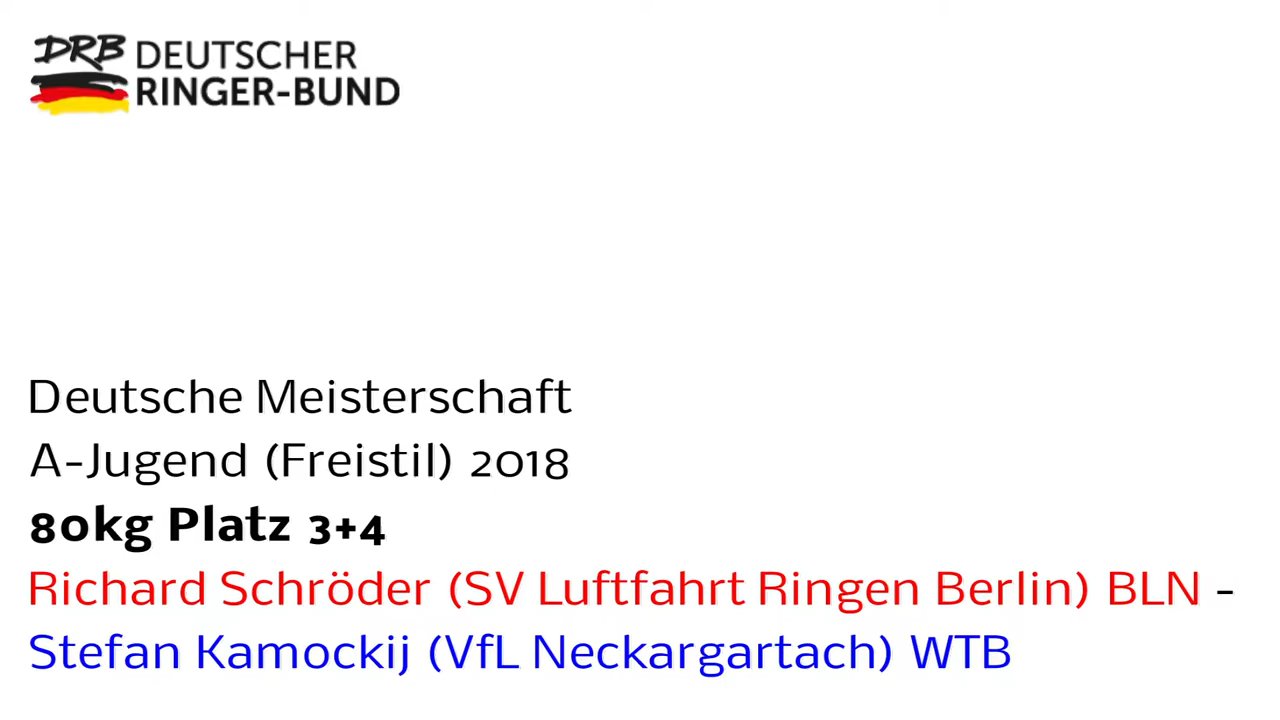 DRB DEUTSCHER
RINGER-BUND
Deutsche Meisterschaft
A-Jugend (Freistil) 2018
80kg Platz 3+4
Richard Schröder (SV Luftfahrt Ringen Berlin) BLN -
Stefan Kamockij (VfL Neckargartach) WTB